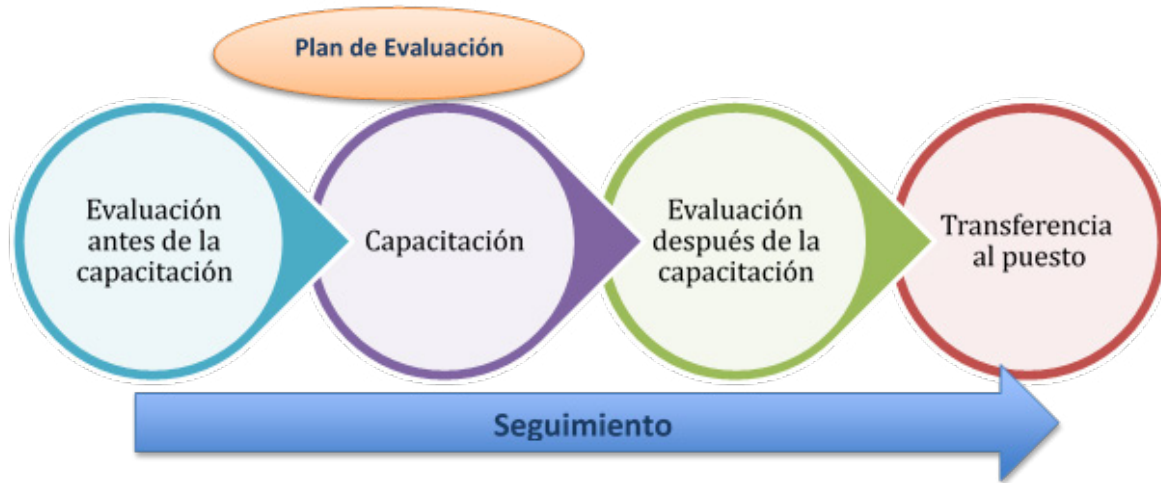 Plan de Evaluación
Evaluación
antes de la
capacitación
Capacitación
Evaluación
después de la
capacitación
Transferencia
al puesto
Seguimiento